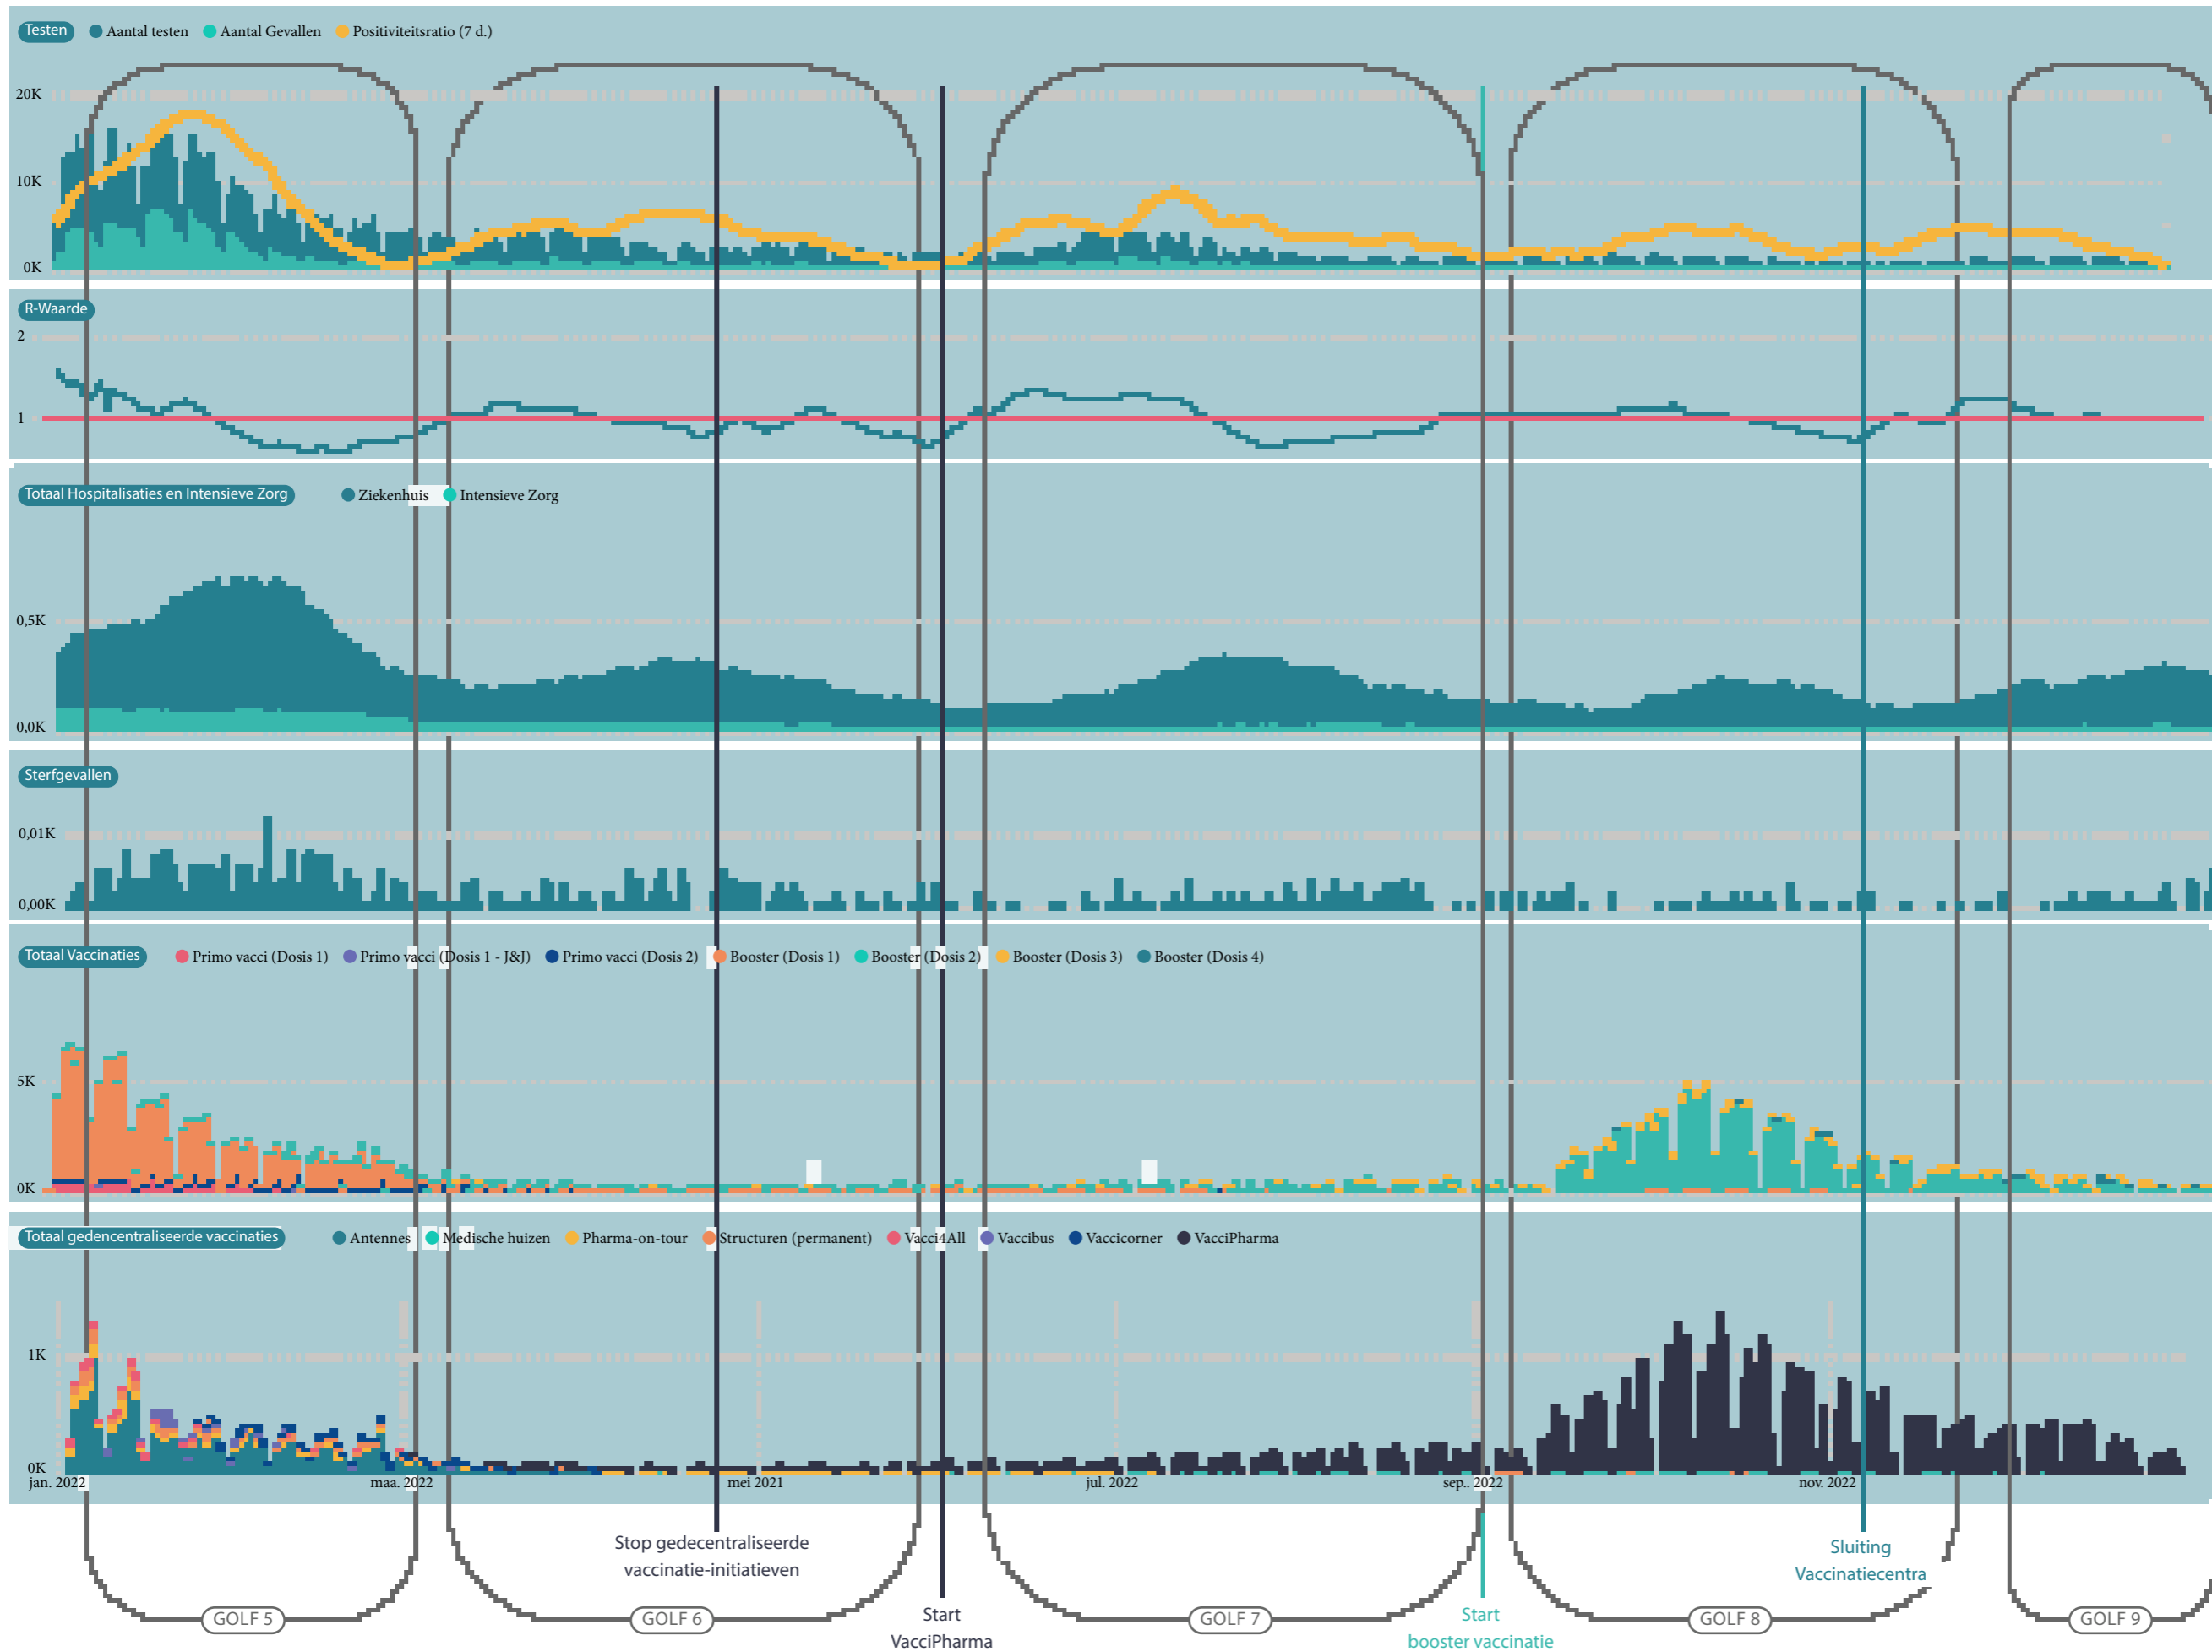 Testen Aantal testen Aantal Gevallen Positiviteitsratio (7 d.)
20K
10K
0K
R-Waarde
2
1
Totaal Hospitalisaties en Intensieve Zorg Ziekenhuis Intensieve Zorg
0,5K
0,0K
Sterfgevallen
0,01K
0,00K
Totaal Vaccinaties Primo vacci (Dosis 1) Primo vacci (Dosis 1 - J&J) Primo vacci (Dosis 2) Booster (Dosis 1) Booster (Dosis 2) Booster (Dosis 3) Booster (Dosis 4)
5K
0K
Totaal gedencentraliseerde vaccinaties Antennes Medische huizen Pharma-on-tour Structuren (permanent) Vacci4All Vaccibus Vaccicorner VacciPharma
1K
0K
jan. 2022 maa. 2022 mei 2021 jul. 2022 sep.. 2022 nov. 2022
Stop gedecentraliseerde
vaccinatie-initiatieven
Sluiting
Vaccinatiecentra
GOLF 5 GOLF 6 GOLF 7 GOLF 8 GOLF 9
Start
VacciPharma
Start
booster vaccinatie